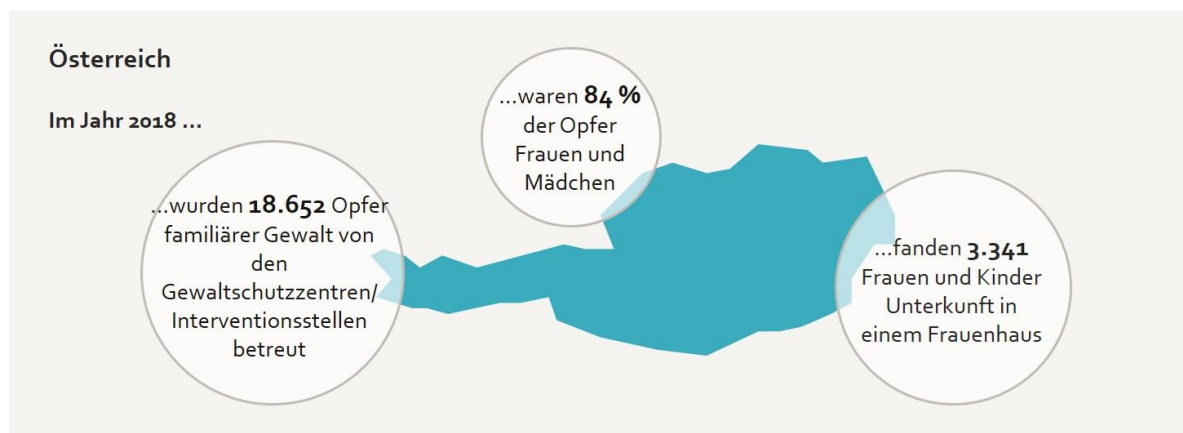 Österreich
Im Jahr 2018 ...
...wurden 18.652 Opfer
familiärer Gewalt von
den
Gewaltschutzzentren/
Interventionsstellen
betreut
...waren 84 %
der Opfer
Frauen und
Mädchen
...fanden 3.341
Frauen und Kinder
Unterkunft in
einem Frauenhaus